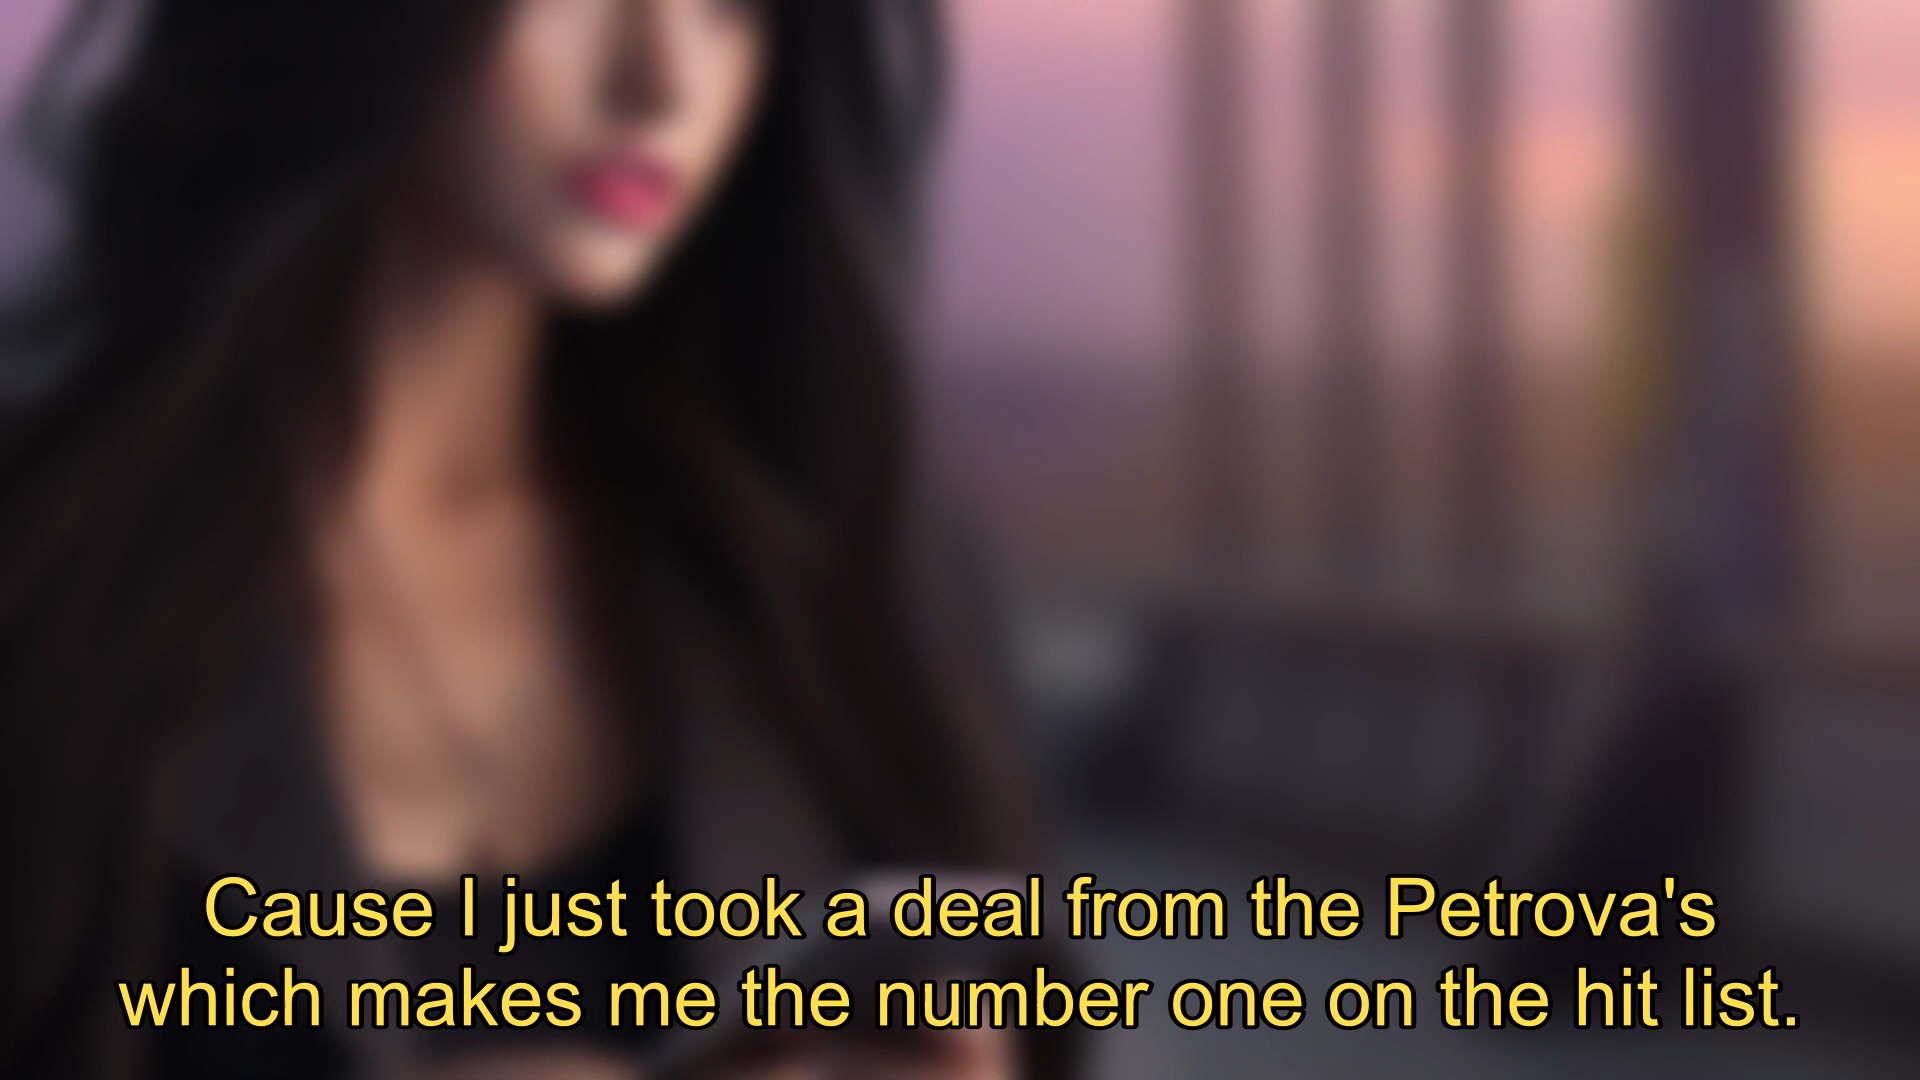 Cause I just took a deal from the Petrova's
which makes me the number one on the hit list.